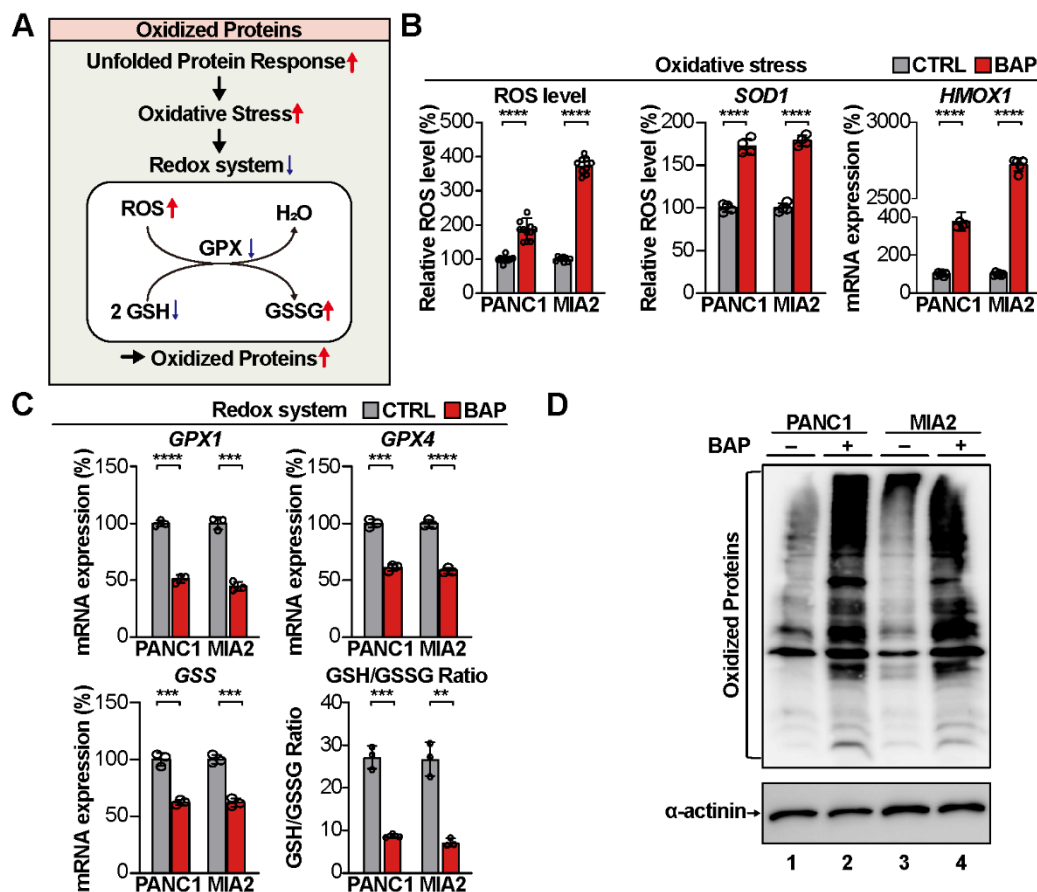 A
Oxidized Proteins
Unfolded Protein Response↑
Oxidative Stress↑
Redox system↓
ROS↑
H₂O
GPX↓
2 GSH↓
GSSG↑
→ Oxidized Proteins↑
B
Oxidative stress
CTRL
BAP
ROS level
Relative ROS level (%)
500
400
300
200
100
0
****
****
PANC1 MIA2
SOD1
Relative ROS level (%)
200
150
100
50
0
****
****
PANC1 MIA2
HMOX1
mRNA expression (%)
3000
2500
400
200
0
****
****
PANC1 MIA2
C
Redox system
CTRL
BAP
GPX1
mRNA expression (%)
150
100
50
0
****
***
PANC1 MIA2
GPX4
mRNA expression (%)
150
100
50
0
***
****
PANC1 MIA2
GSS
mRNA expression (%)
150
100
50
0
***
***
PANC1 MIA2
GSH/GSSG Ratio
GSH/GSSG Ratio
40
30
20
10
0
***
**
PANC1 MIA2
D
PANC1 MIA2
BAP − + − +
Oxidized Proteins
α-actinin→
1 2 3 4